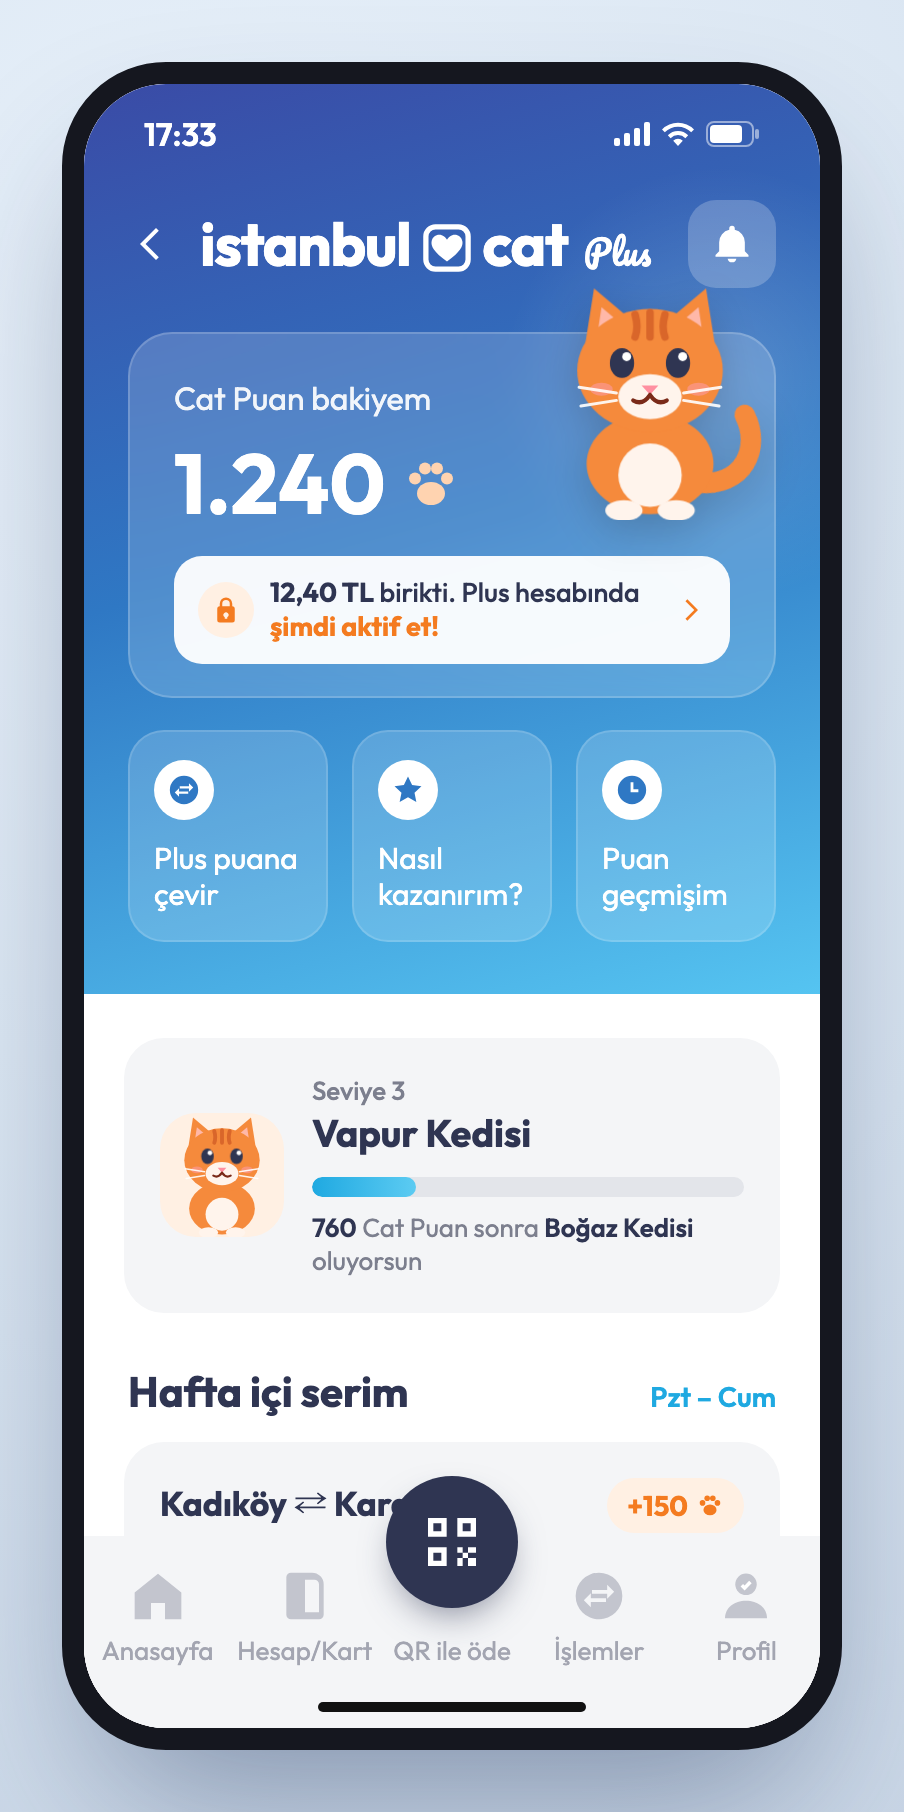 17:33
istanbul cat Plus
Cat Puan bakiyem
1.240
12,40 TL birikti. Plus hesabında
şimdi aktif et!
Plus puana
çevir
Nasıl
kazanırım?
Puan
geçmişim
Seviye 3
Vapur Kedisi
760 Cat Puan sonra Boğaz Kedisi
oluyorsun
Hafta içi serim
Pzt – Cum
Kadıköy ⇄
+150
Anasayfa
Hesap/Kart
QR ile öde
İşlemler
Profil